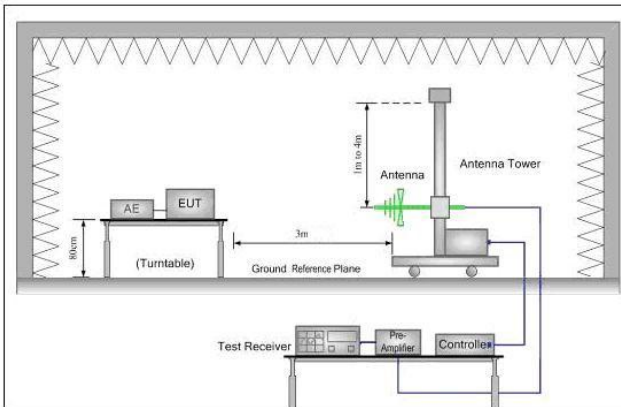 1m to 4m
Antenna
Antenna Tower
AE
EUT
80cm
(Turntable)
3m
Ground Reference Plane
Test Receiver
Pre-
Amplifier
Controller